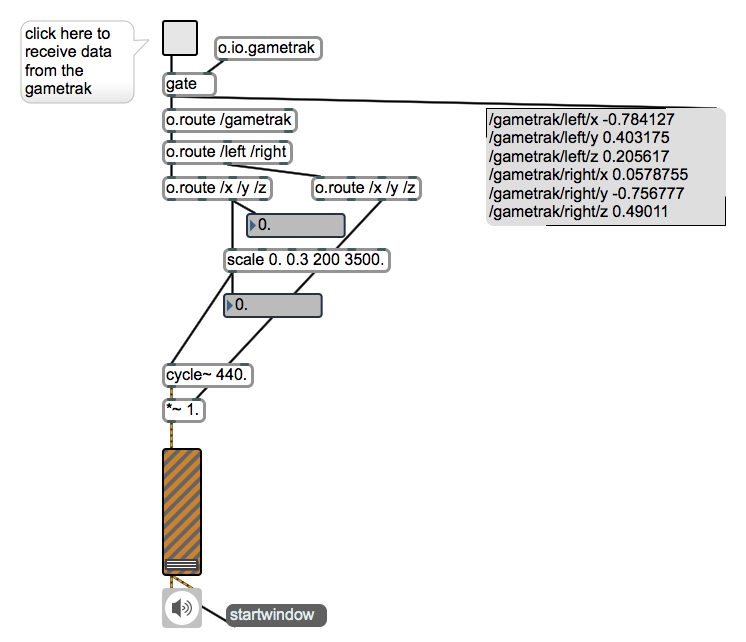 click here to
receive data
from the
gametrak
o.io.gametrak
gate
o.route /gametrak
o.route /left /right
o.route /x /y /z
o.route /x /y /z
/gametrak/left/x -0.784127
/gametrak/left/y 0.403175
/gametrak/left/z 0.205617
/gametrak/right/x 0.0578755
/gametrak/right/y -0.756777
/gametrak/right/z 0.49011
0.
scale 0. 0.3 200 3500.
0.
cycle~ 440.
*~ 1.
startwindow